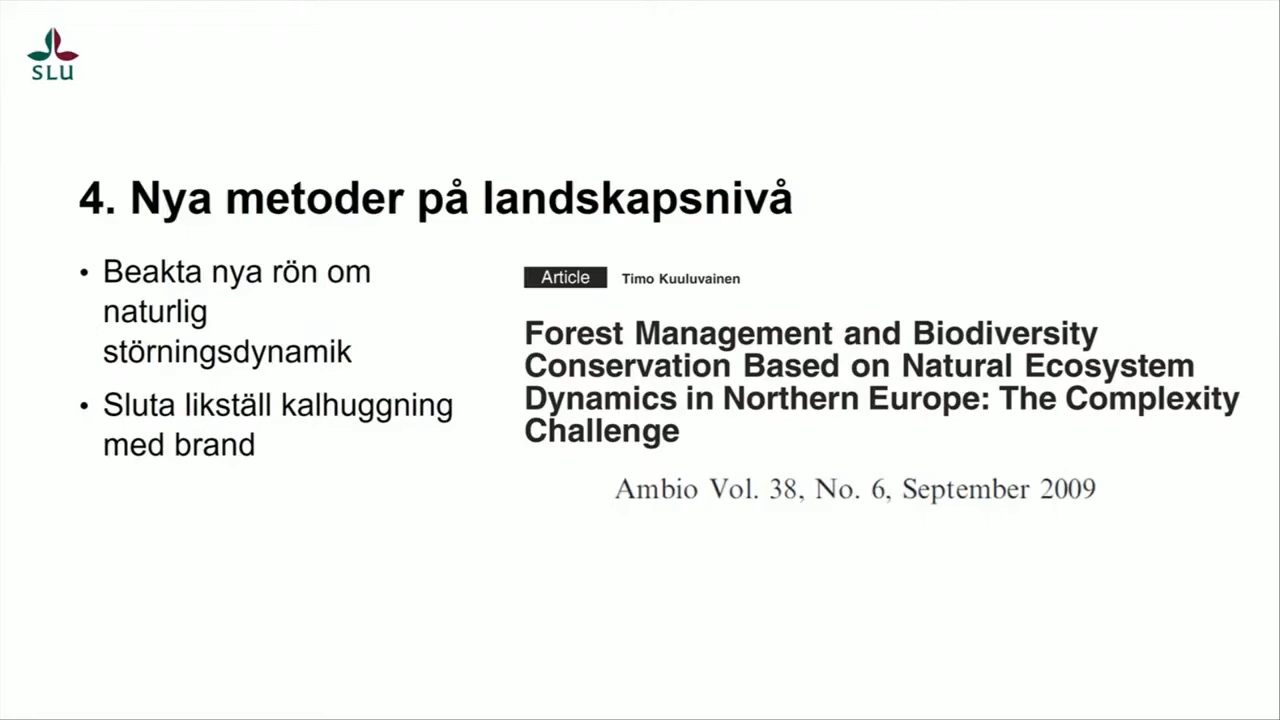 SLU
4. Nya metoder på landskapsnivå
• Beakta nya rön om
naturlig
störningsdynamik
• Sluta likställ kalhuggning
med brand
Article Timo Kuuluvainen
Forest Management and Biodiversity
Conservation Based on Natural Ecosystem
Dynamics in Northern Europe: The Complexity
Challenge
Ambio Vol. 38, No. 6, September 2009